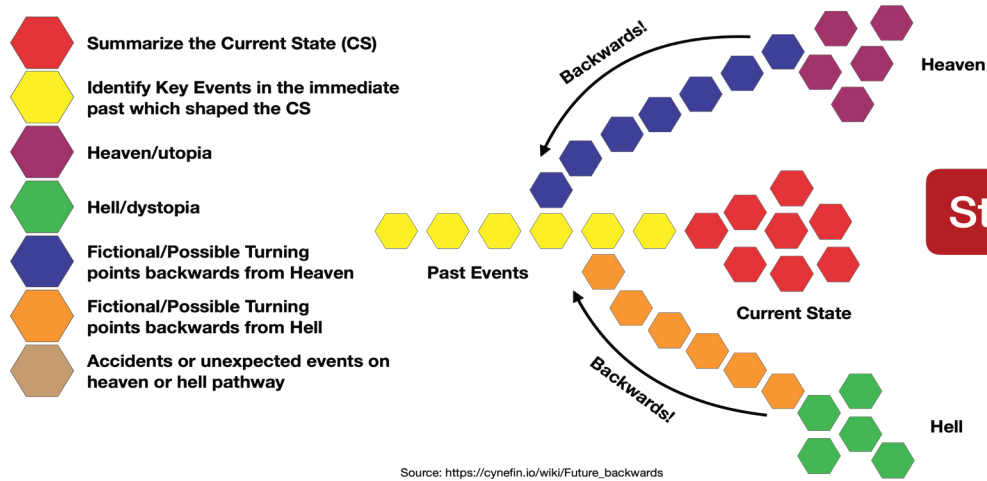 Summarize the Current State (CS)
Identify Key Events in the immediate
past which shaped the CS
Heaven/utopia
Hell/dystopia
Fictional/Possible Turning
points backwards from Heaven
Fictional/Possible Turning
points backwards from Hell
Accidents or unexpected events on
heaven or hell pathway
Backwards!
Heaven
St
Past Events
Current State
Backwards!
Hell
Source: https://cynefin.io/wiki/Future_backwards